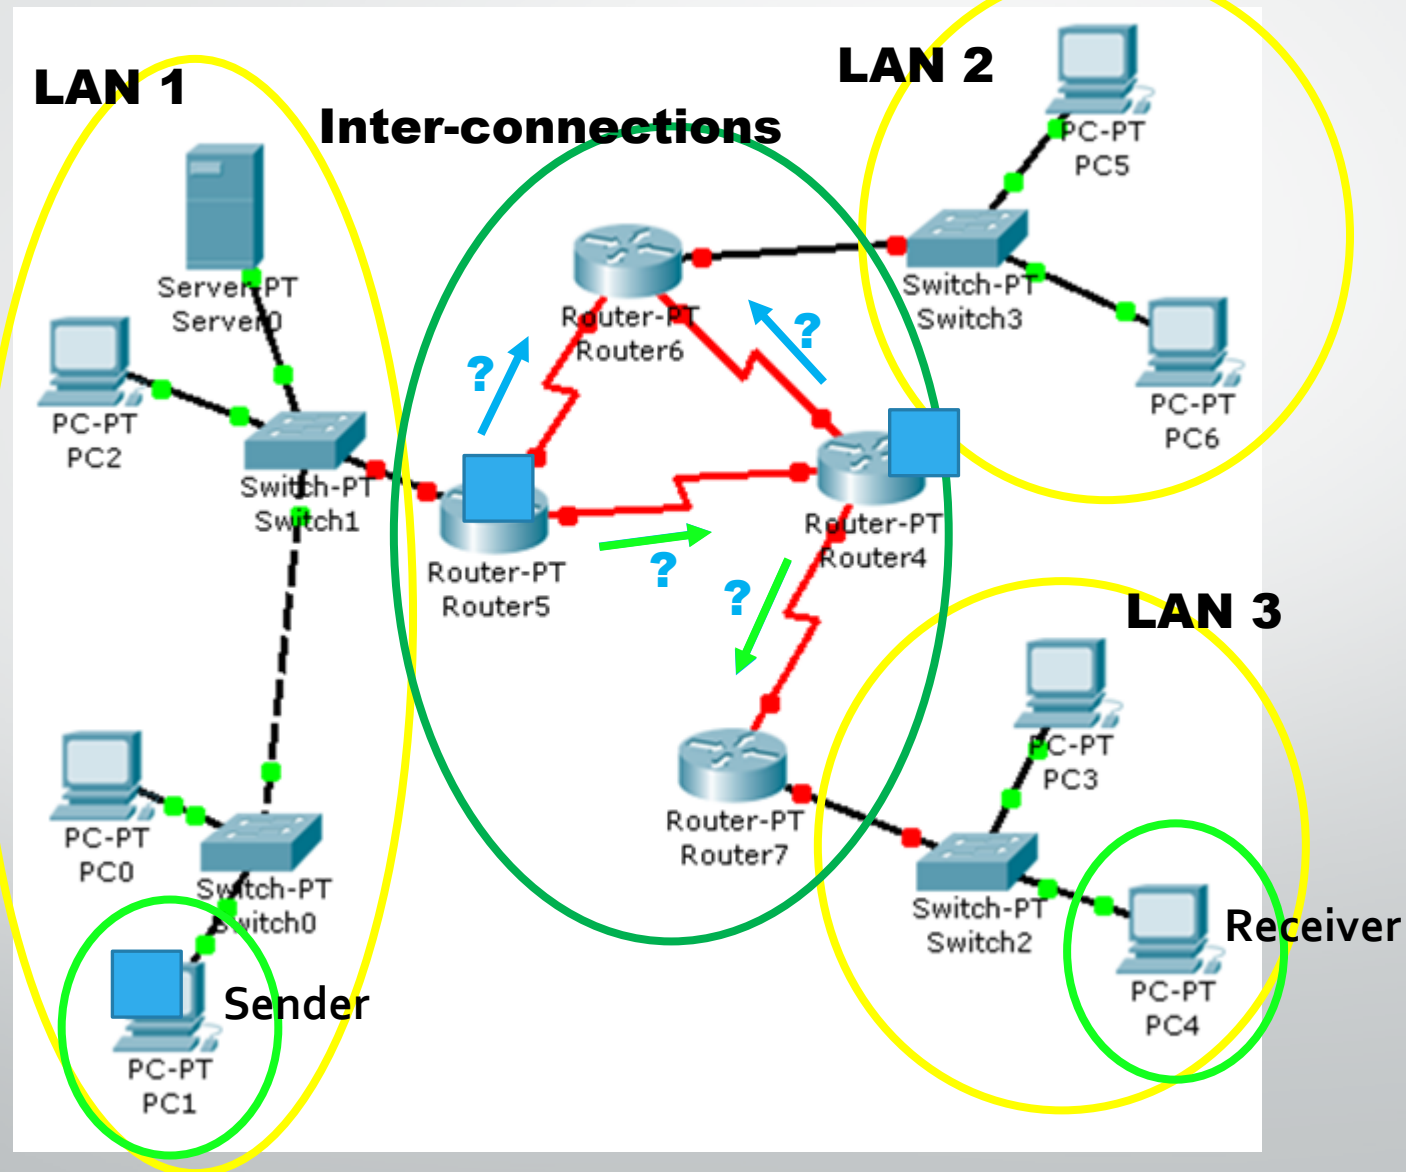 LAN 1
LAN 2
Inter-connections
PC-PT
PC5
Server-PT
Server0
Switch-PT
Switch3
Router-PT
Router6
?
?
PC-PT
PC2
PC-PT
PC6
Switch-PT
Switch1
Router-PT
Router4
Router-PT
Router5
?
?
LAN 3
PC-PT
PC3
Router-PT
Router7
PC-PT
PC0
Switch-PT
Switch0
Switch-PT
Switch2
Receiver
Sender
PC-PT
PC4
PC-PT
PC1